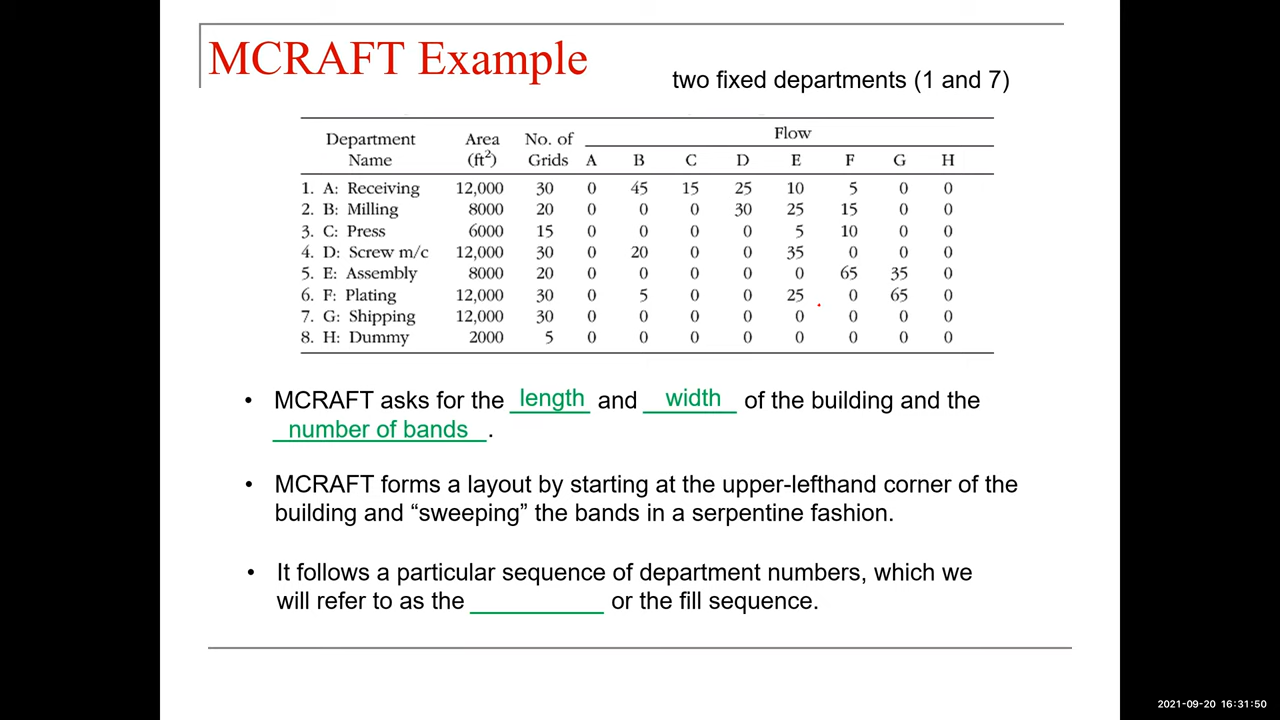 MCRAFT Example
two fixed departments (1 and 7)
Flow
Department Area No. of
Name (ft²) Grids A B C D E F G H
1. A: Receiving 12,000 30 0 45 15 25 10 5 0 0
2. B: Milling 8000 20 0 0 0 30 25 15 0 0
3. C: Press 6000 15 0 0 0 0 5 10 0 0
4. D: Screw m/c 12,000 30 0 20 0 0 35 0 0 0
5. E: Assembly 8000 20 0 0 0 0 0 65 35 0
6. F: Plating 12,000 30 0 5 0 0 25 0 65 0
7. G: Shipping 12,000 30 0 0 0 0 0 0 0 0
8. H: Dummy 2000 5 0 0 0 0 0 0 0 0
• MCRAFT asks for the length and width of the building and the
number of bands.
• MCRAFT forms a layout by starting at the upper-lefthand corner of the
building and “sweeping” the bands in a serpentine fashion.
• It follows a particular sequence of department numbers, which we
will refer to as the __________ or the fill sequence.
2021-09-20 16:31:50